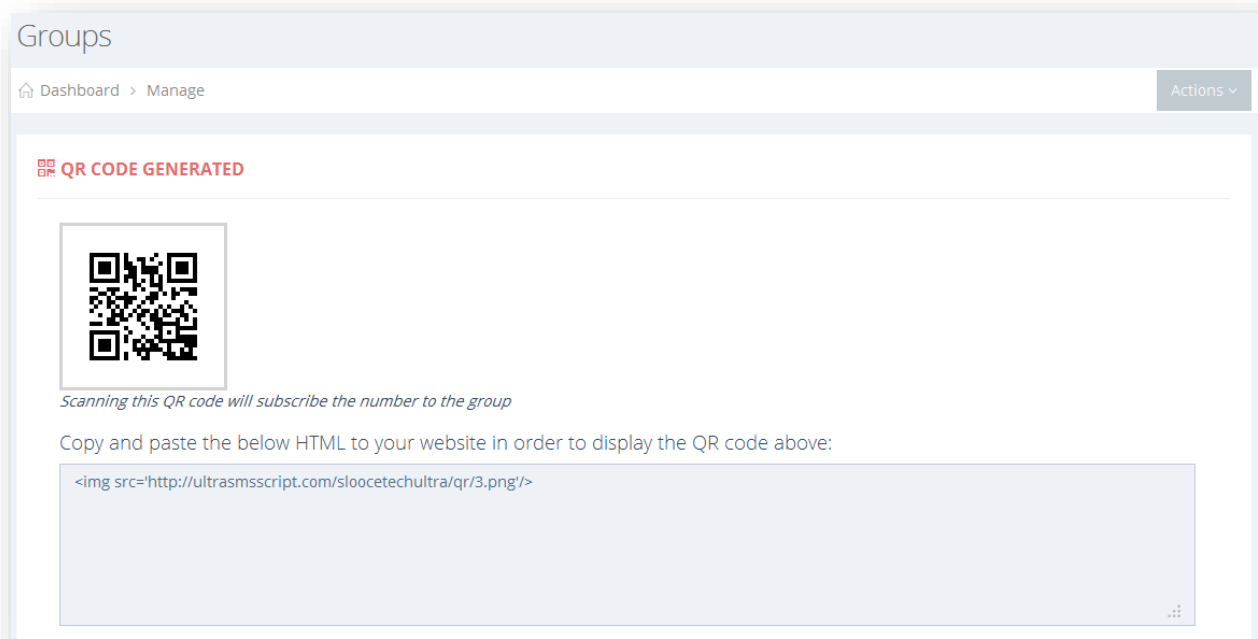 Groups
Dashboard > Manage
Actions
QR CODE GENERATED
Scanning this QR code will subscribe the number to the group
Copy and paste the below HTML to your website in order to display the QR code above:
<img src='http://ultrasmsscript.com/sloocetechultra/qr/3.png'/>